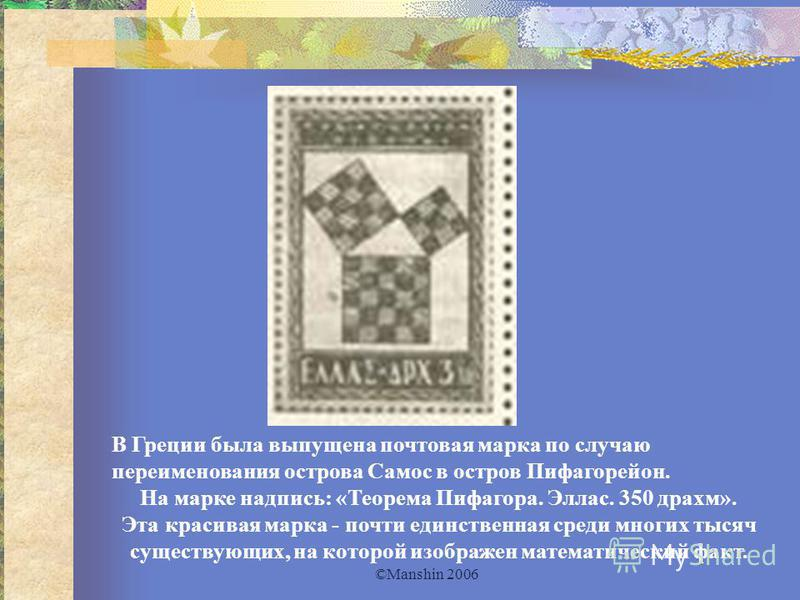 ΕΛΛΑΣ-ΔΡΧ 3
В Греции была выпущена почтовая марка по случаю
переименования острова Самос в остров Пифагорейон.
На марке надпись: «Теорема Пифагора. Эллас. 350 драхм».
Эта красивая марка - почти единственная среди многих тысяч
существующих, на которой изображен математический факт.
MyShared
©Manshin 2006